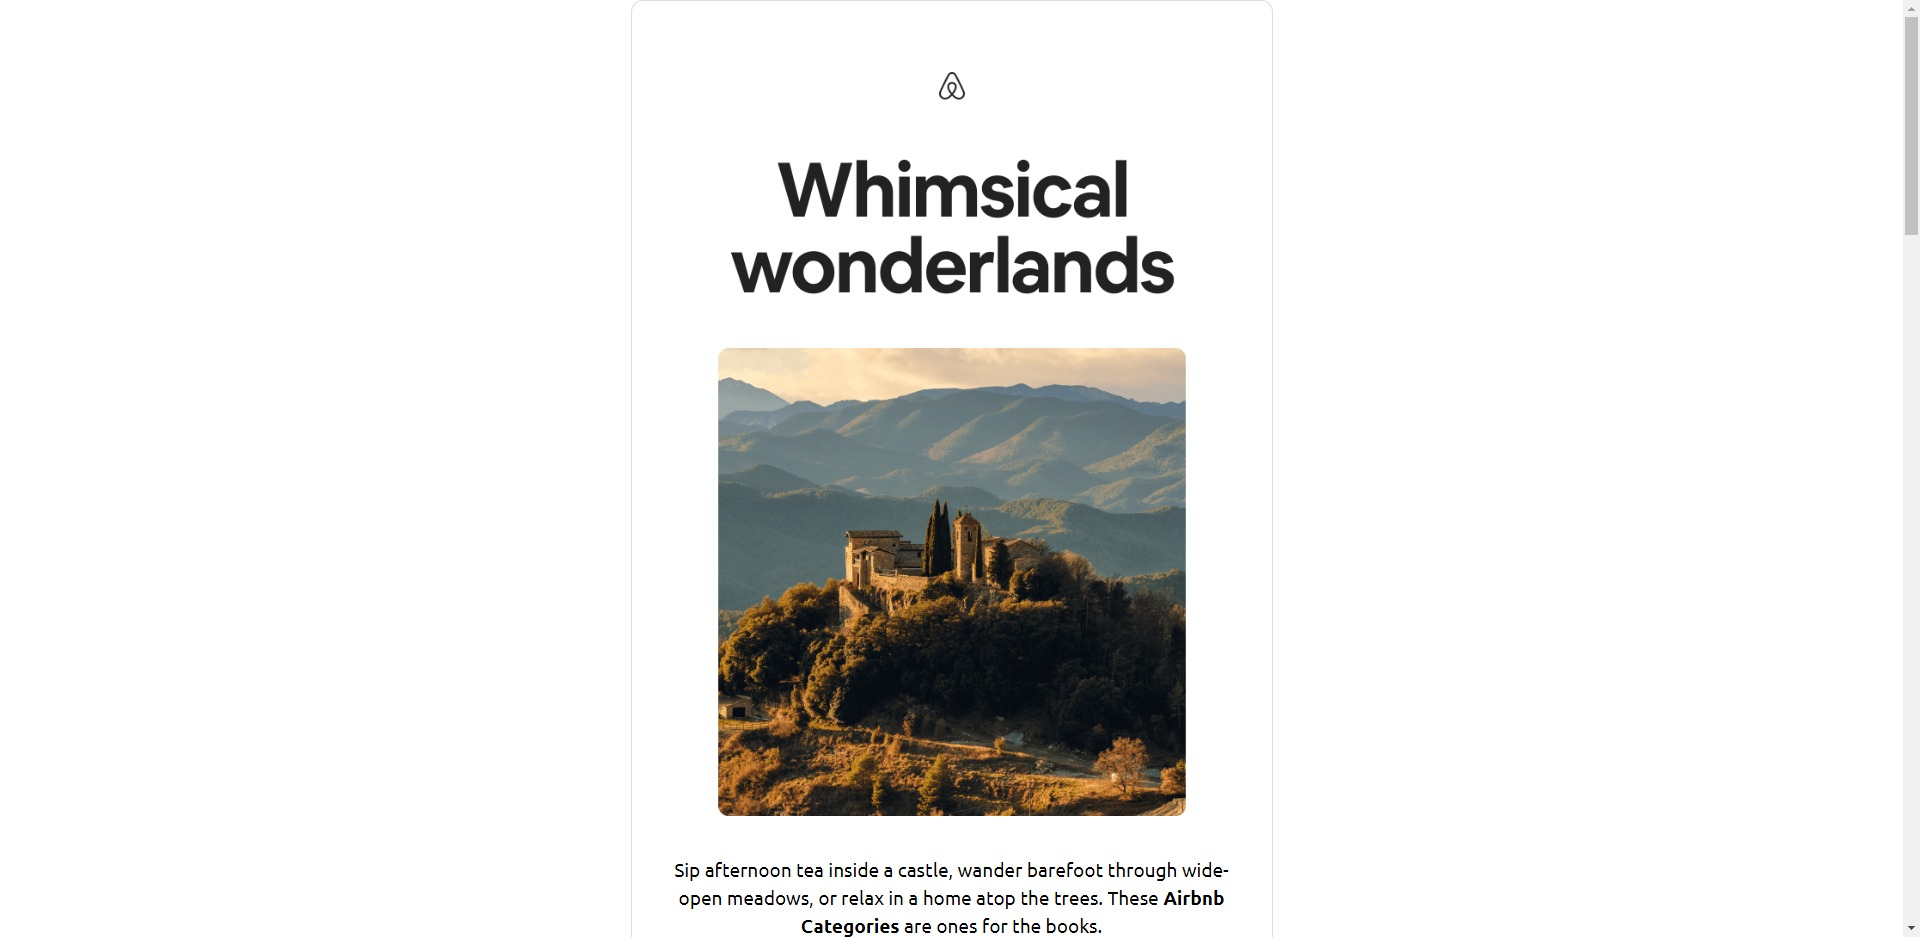 Whimsical
wonderlands
Sip afternoon tea inside a castle, wander barefoot through wide-
open meadows, or relax in a home atop the trees. These Airbnb
Categories are ones for the books.